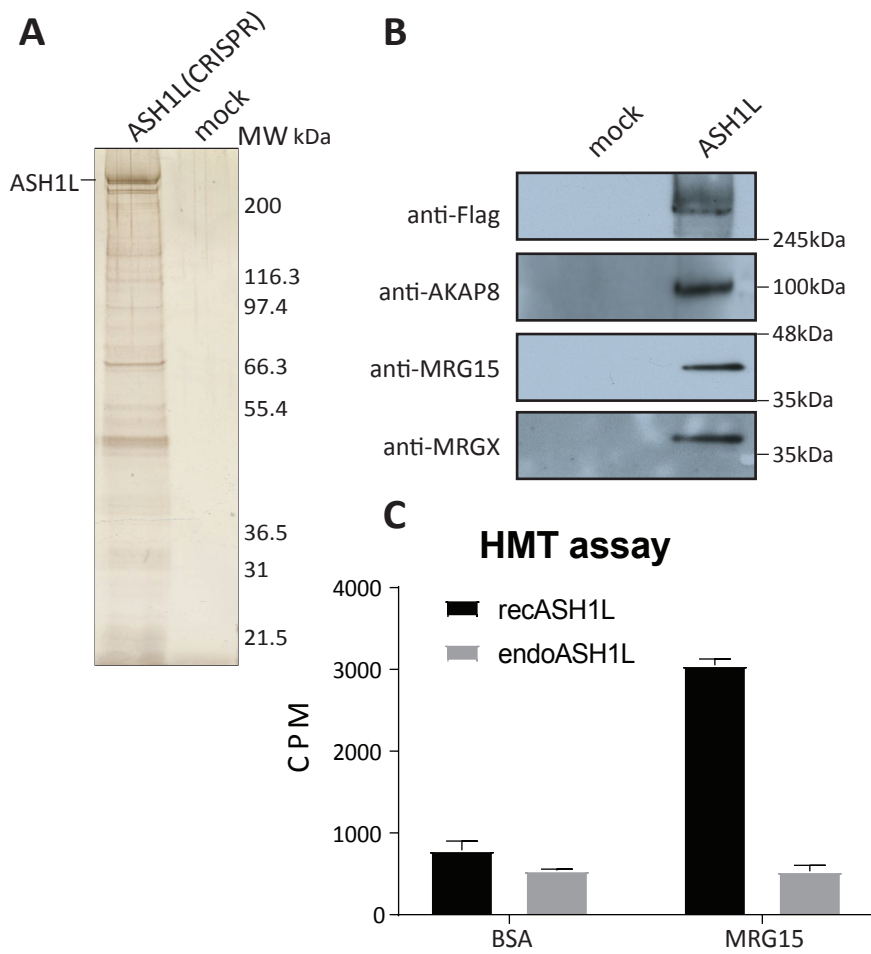 A
ASH1L(CRISPR)
mock
MW kDa
ASH1L
200
116.3
97.4
66.3
55.4
36.5
31
21.5
B
mock
ASH1L
anti-Flag
245kDa
anti-AKAP8
100kDa
48kDa
anti-MRG15
35kDa
anti-MRGX
35kDa
C
HMT assay
recASH1L
endoASH1L
CPM
4000
3000
2000
1000
0
BSA
MRG15